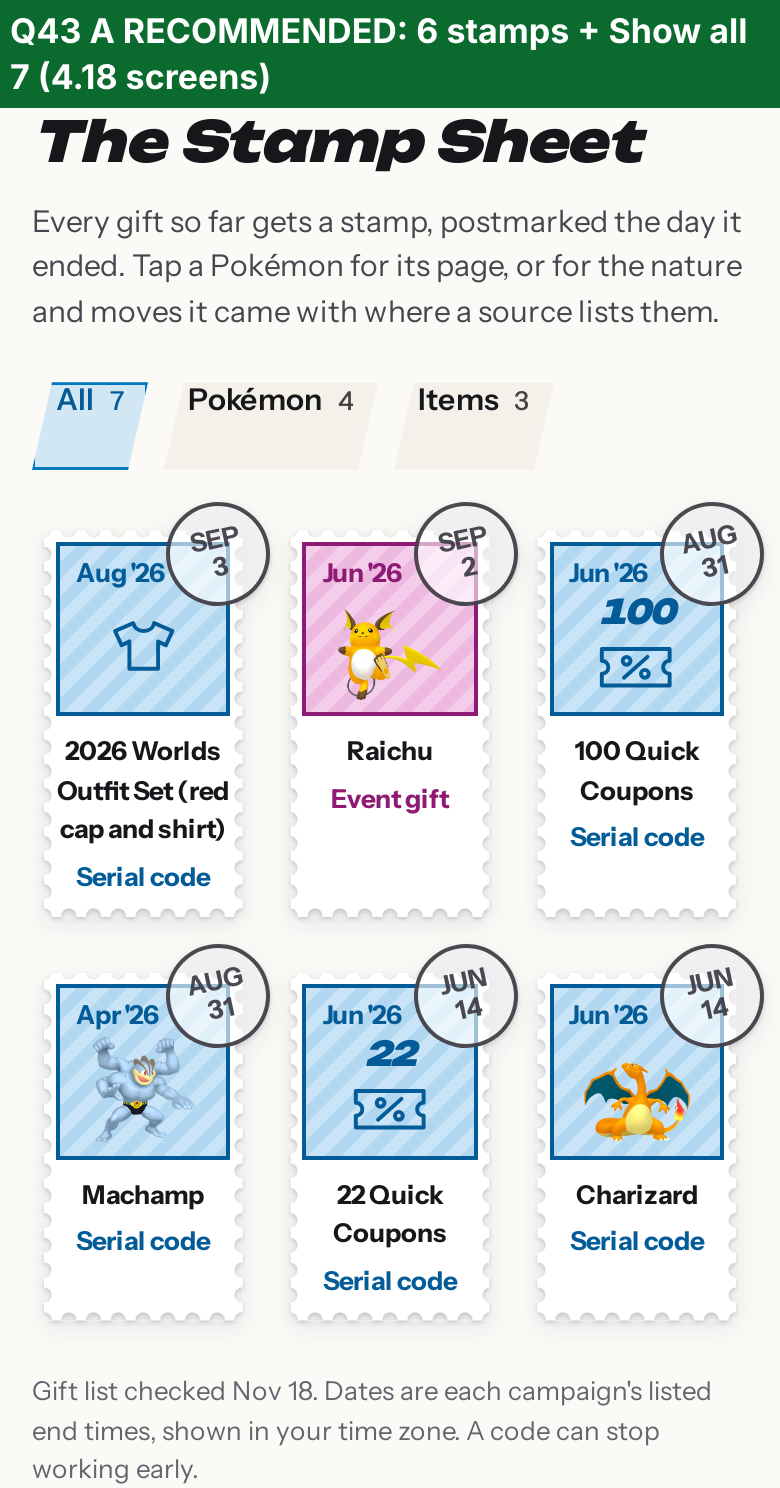 Q43 A RECOMMENDED: 6 stamps + Show all
7 (4.18 screens)
The Stamp Sheet
Every gift so far gets a stamp, postmarked the day it
ended. Tap a Pokémon for its page, or for the nature
and moves it came with where a source lists them.
All 7 Pokémon 4 Items 3
Aug '26
SEP
3
2026 Worlds
Outfit Set (red
cap and shirt)
Serial code
Jun '26
SEP
2
Raichu
Event gift
Jun '26
AUG
31
100
100 Quick
Coupons
Serial code
Apr '26
AUG
31
Machamp
Serial code
Jun '26
JUN
14
22
22 Quick
Coupons
Serial code
Jun '26
JUN
14
Charizard
Serial code
Gift list checked Nov 18. Dates are each campaign's listed
end times, shown in your time zone. A code can stop
working early.